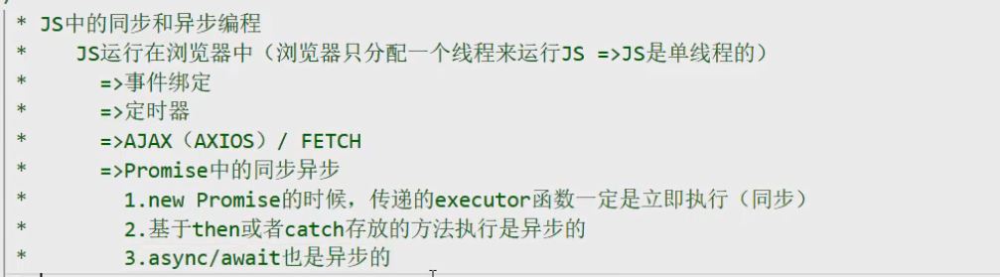 * JS中的同步和异步编程
* JS运行在浏览器中（浏览器只分配一个线程来运行JS =>JS是单线程的）
* =>事件绑定
* =>定时器
* =>AJAX（AXIOS）/ FETCH
* =>Promise中的同步异步
* 1.new Promise的时候，传递的executor函数一定是立即执行（同步）
* 2.基于then或者catch存放的方法执行是异步的
* 3.async/await也是异步的